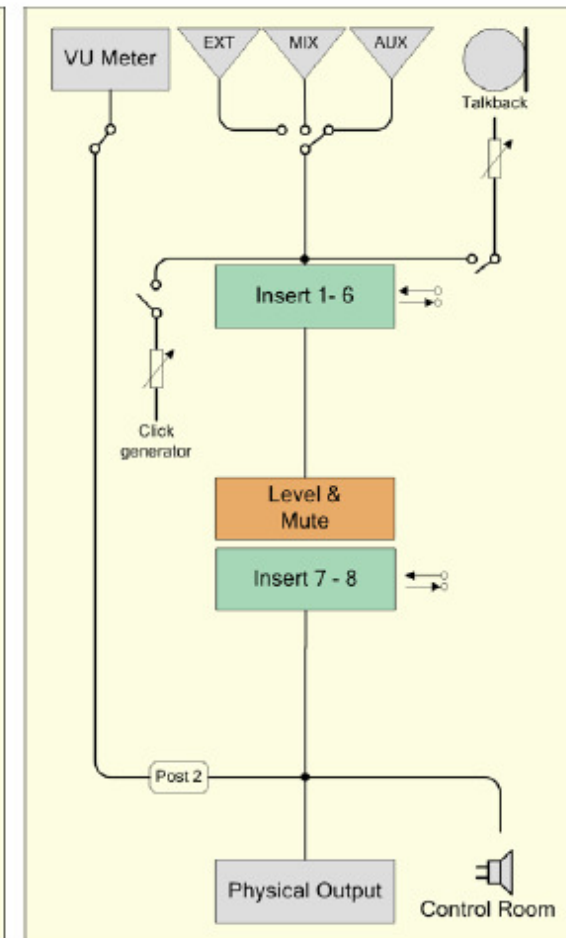 VU Meter
EXT
MIX
AUX
Talkback
Insert 1- 6
Click
generator
Level &
Mute
Insert 7 - 8
Post 2
Physical Output
Control Room